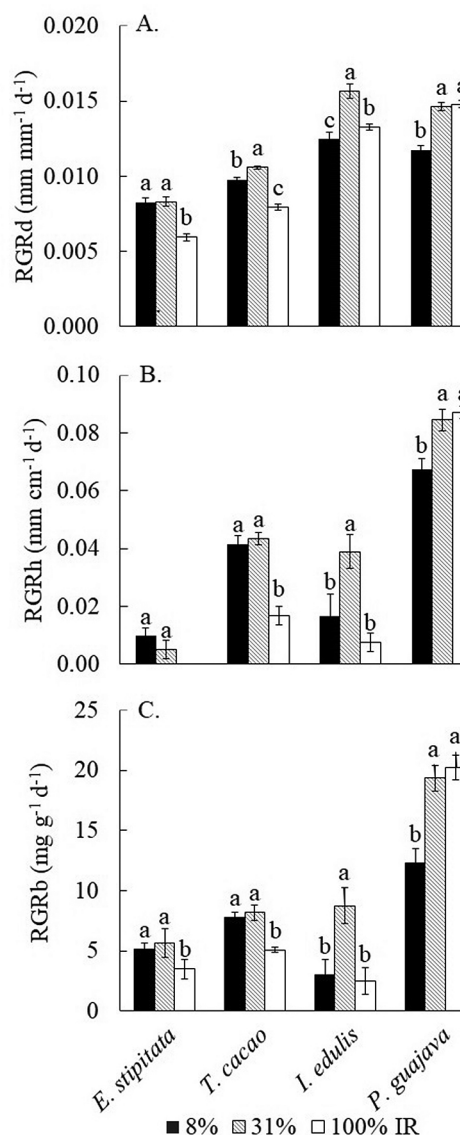 A.
RGRd (mm mm⁻¹ d⁻¹)
0.020
0.015
0.010
0.005
0.000
a a b
b a c
c a b
b a a
B.
RGRh (mm cm⁻¹ d⁻¹)
0.10
0.08
0.06
0.04
0.02
0.00
a a
a a b
b a b
b a a
C.
RGRb (mg g⁻¹ d⁻¹)
25
20
15
10
5
0
a a b
a a b
b a b
b a a
E. stipitata
T. cacao
I. edulis
P. guajava
8% 31% 100% IR